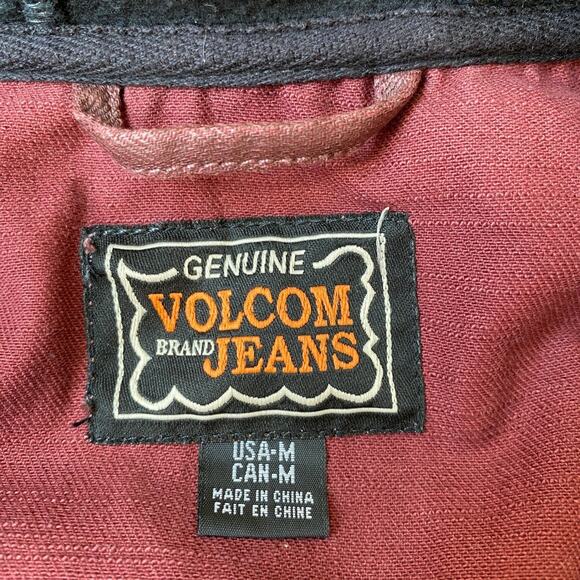 GENUINE
VOLCOM
BRAND JEANS
USA-M
CAN-M
MADE IN CHINA
FAIT EN CHINE